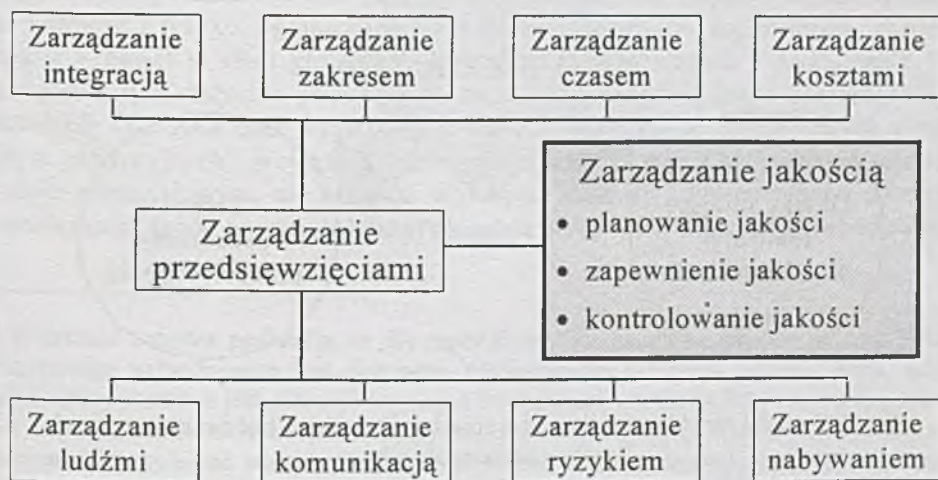 Zarządzanie
integracją
Zarządzanie
zakresem
Zarządzanie
czasem
Zarządzanie
kosztami
Zarządzanie
przedsięwzięciami
Zarządzanie jakością
• planowanie jakości
• zapewnienie jakości
• kontrolowanie jakości
Zarządzanie
ludźmi
Zarządzanie
komunikacją
Zarządzanie
ryzykiem
Zarządzanie
nabywaniem